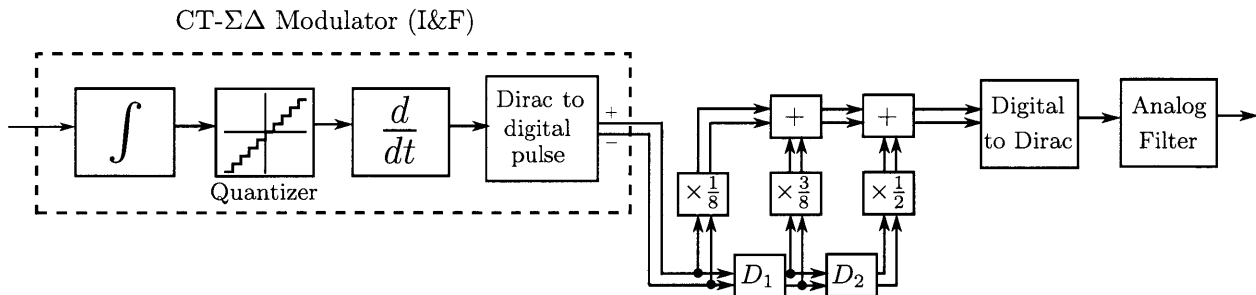 CT-ΣΔ Modulator (I&F)
∫
Quantizer
d
dt
Dirac to
digital
pulse
+
−
× 1/8
× 3/8
× 1/2
+
+
D₁
D₂
Digital
to Dirac
Analog
Filter